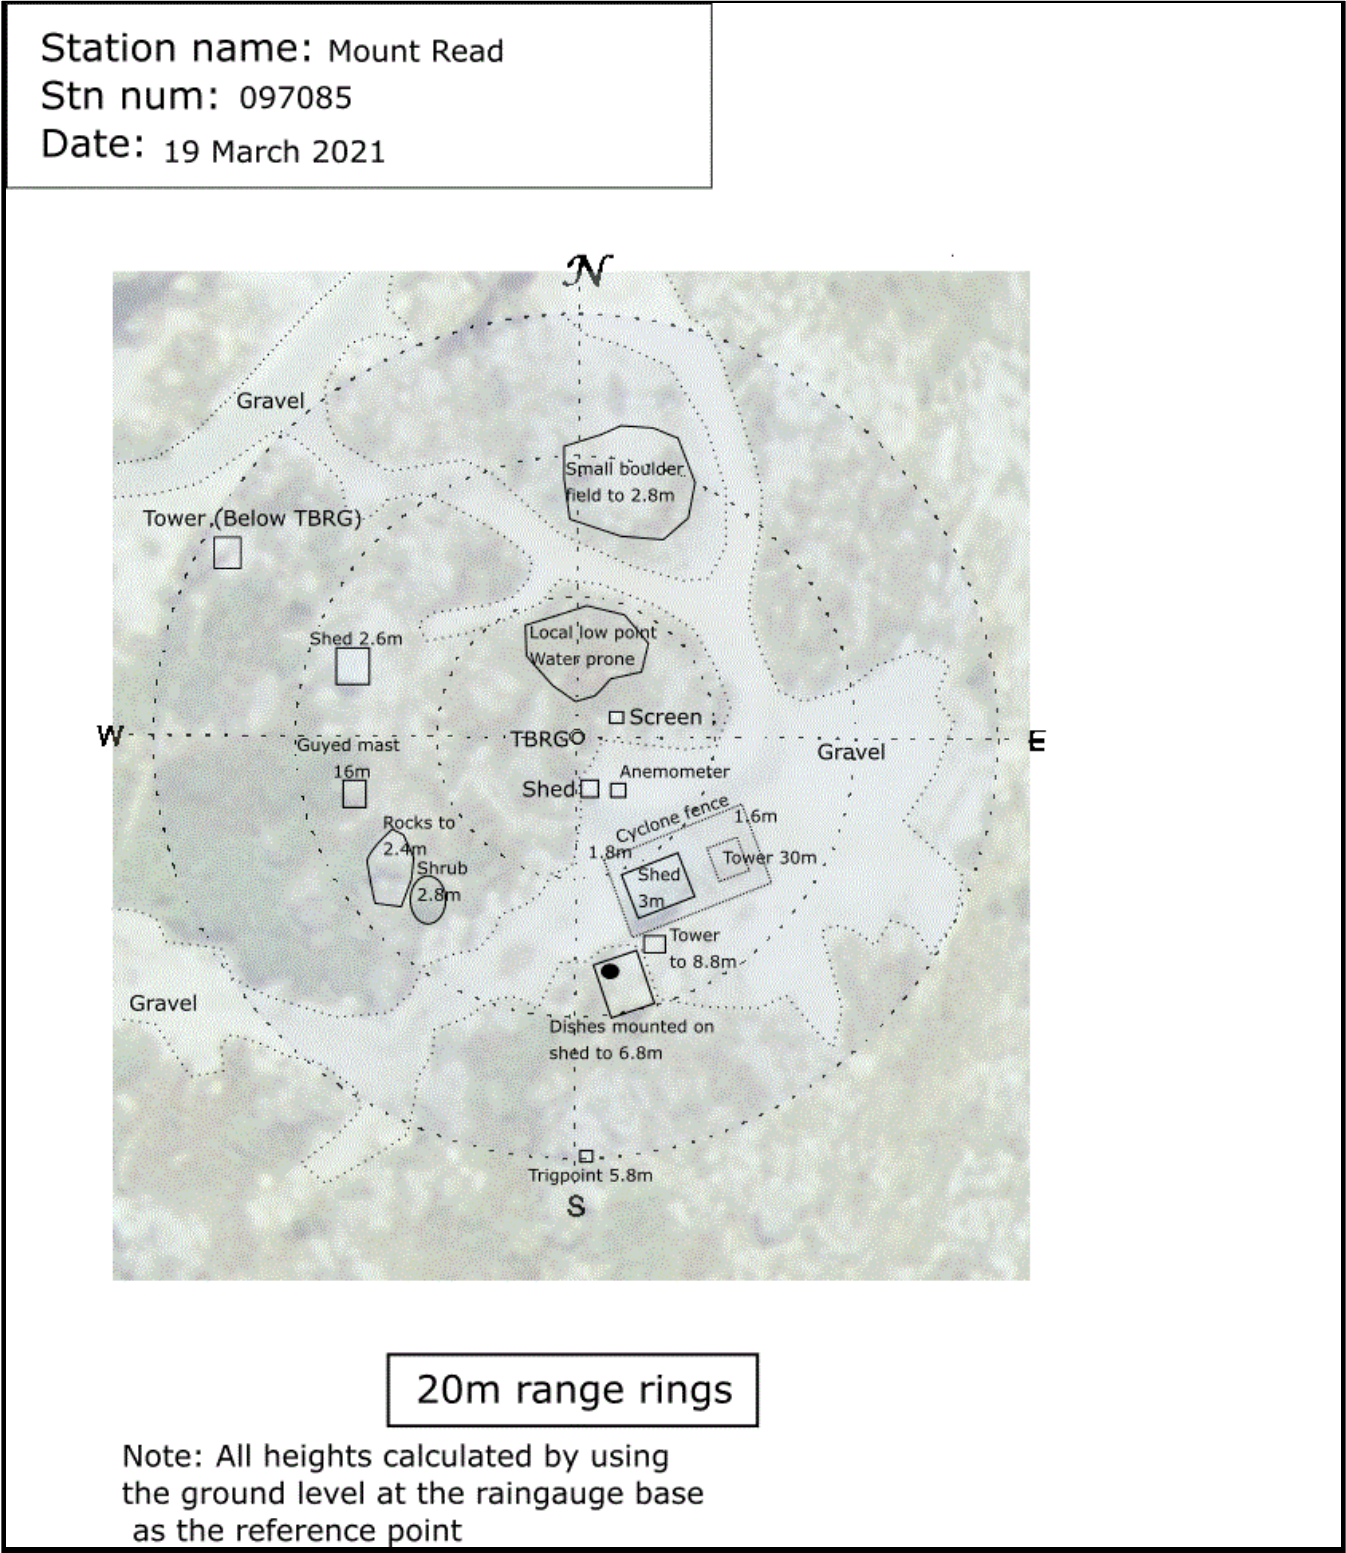 Station name: Mount Read
Stn num: 097085
Date: 19 March 2021
N
Gravel
Small boulder
field to 2.8m
Tower (Below TBRG)
Local low point
Water prone
Shed 2.6m
Screen
W
TBRG
E
Guyed mast
16m
Gravel
Anemometer
Shed
Cyclone fence
1.6m
Rocks to
2.4m
1.8m
Tower 30m
Shrub
2.8m
Shed
3m
Tower
to 8.8m
Gravel
Dishes mounted on
shed to 6.8m
Trigpoint 5.8m
S
20m range rings
Note: All heights calculated by using
the ground level at the raingauge base
as the reference point